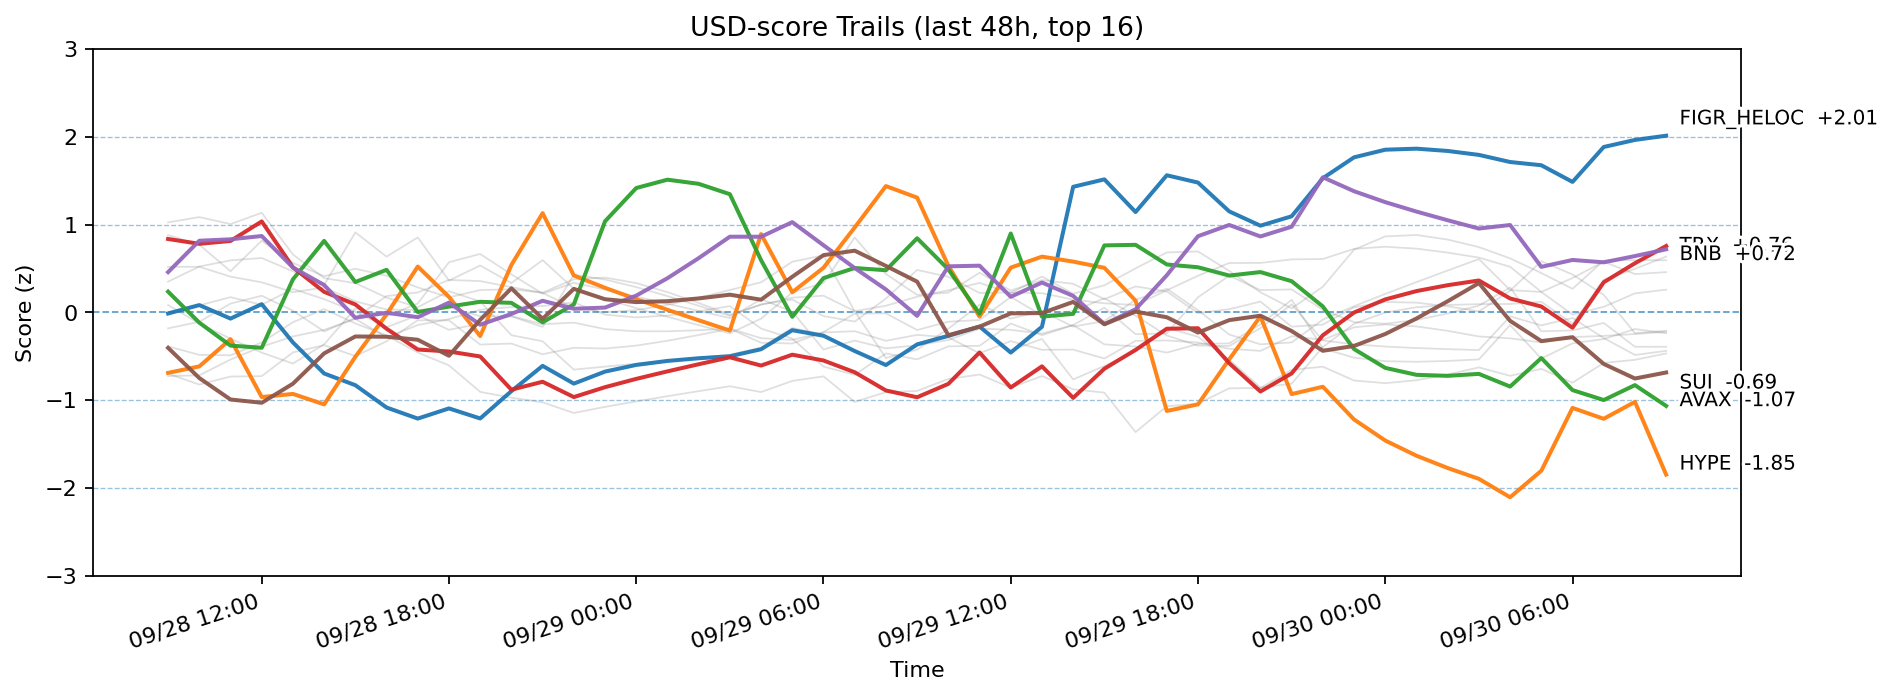 USD-score Trails (last 48h, top 16)
Score (z)
3
2
1
0
−1
−2
−3
FIGR_HELOC +2.01
BNB +0.72
SUI -0.69
AVAX -1.07
HYPE -1.85
09/28 12:00
09/28 18:00
09/29 00:00
09/29 06:00
09/29 12:00
09/29 18:00
09/30 00:00
09/30 06:00
Time